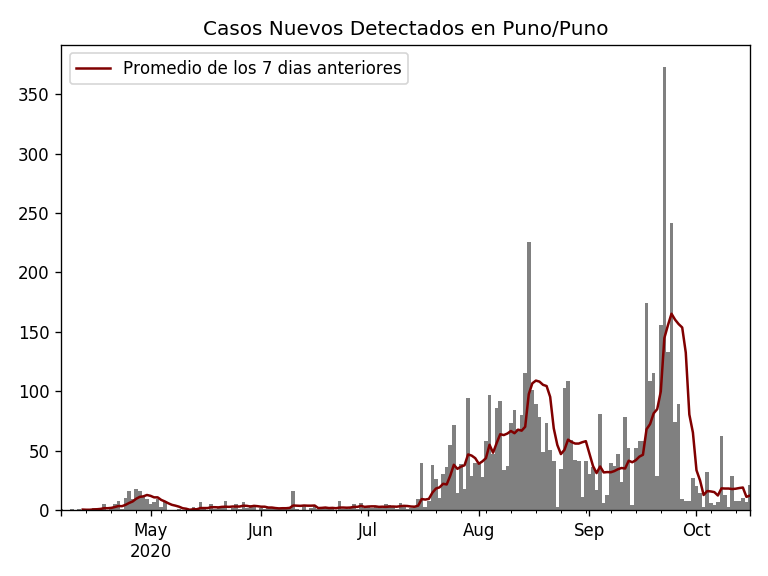 Casos Nuevos Detectados en Puno/Puno
Promedio de los 7 dias anteriores
350
300
250
200
150
100
50
0
May
2020
Jun
Jul
Aug
Sep
Oct